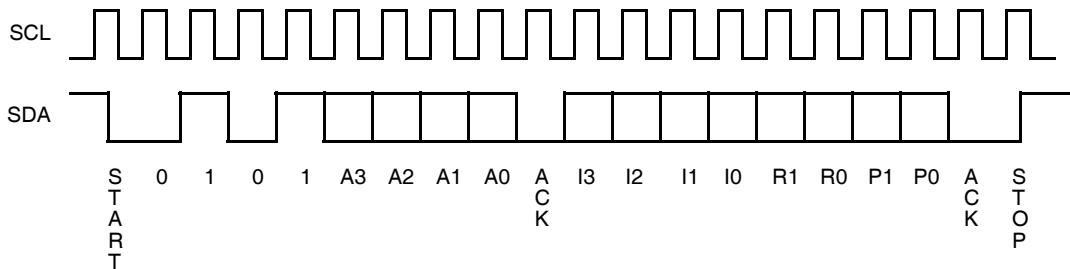 SCL
SDA
START 0 1 0 1 A3 A2 A1 A0 ACK I3 I2 I1 I0 R1 R0 P1 P0 ACK STOP